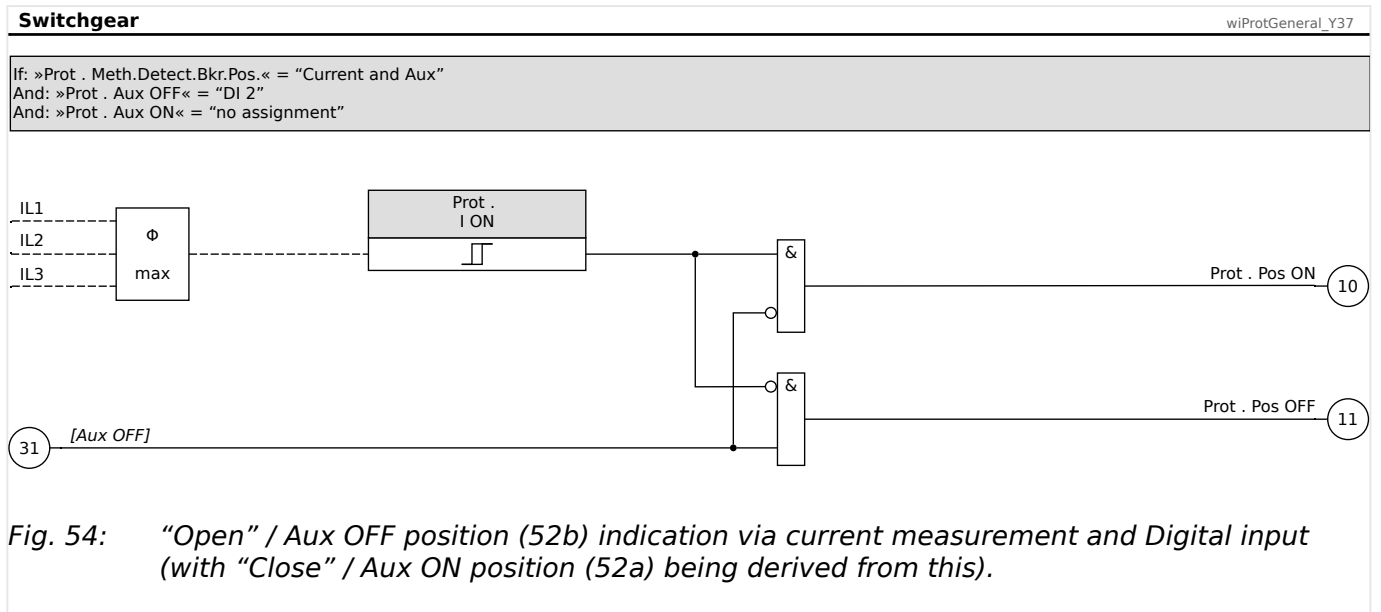 Switchgear
wiProtGeneral_Y37
If: »Prot . Meth.Detect.Bkr.Pos.« = “Current and Aux”
And: »Prot . Aux OFF« = “DI 2”
And: »Prot . Aux ON« = “no assignment”
IL1
IL2
IL3
Φ
max
Prot .
I ON
&
Prot . Pos ON
10
&
Prot . Pos OFF
11
31
[Aux OFF]
Fig. 54: “Open” / Aux OFF position (52b) indication via current measurement and Digital input
(with “Close” / Aux ON position (52a) being derived from this).